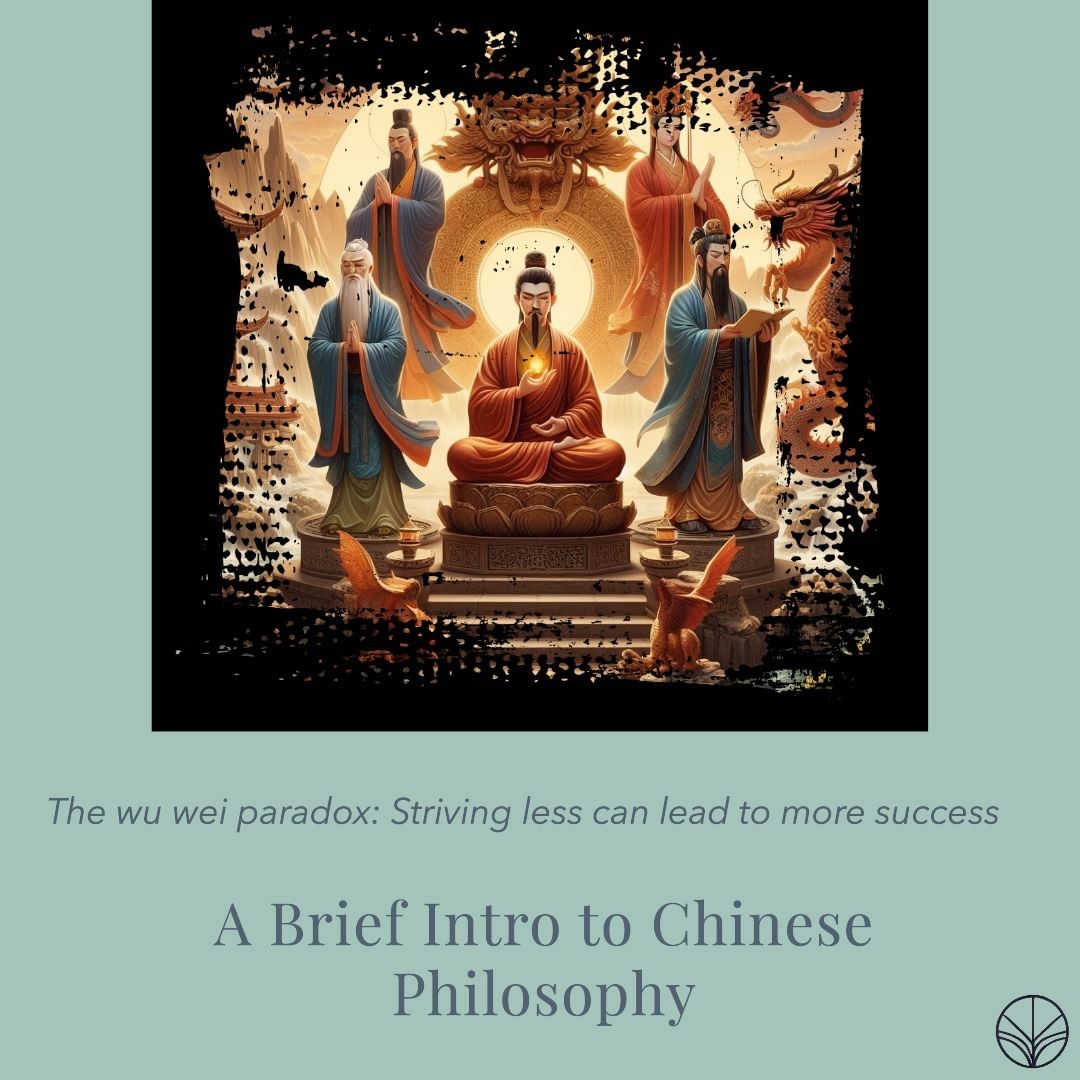 The wu wei paradox: Striving less can lead to more success
A Brief Intro to Chinese
Philosophy